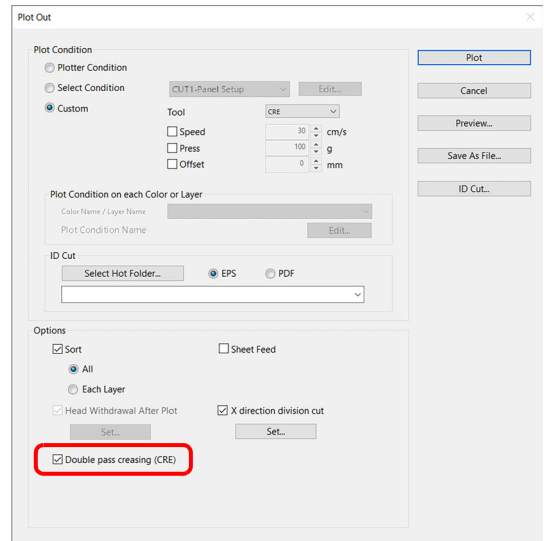 Plot Out
Plot Condition
Plotter Condition
Select Condition
CUT1-Panel Setup
Edit...
Custom
Tool
CRE
Speed
30
cm/s
Press
100
g
Offset
0
mm
Plot Condition on each Color or Layer
Color Name / Layer Name
Plot Condition Name
Edit...
ID Cut
Select Hot Folder...
EPS
PDF
Options
Sort
Sheet Feed
All
Each Layer
Head Withdrawal After Plot
X direction division cut
Set...
Set...
Double pass creasing (CRE)
Plot
Cancel
Preview...
Save As File...
ID Cut...